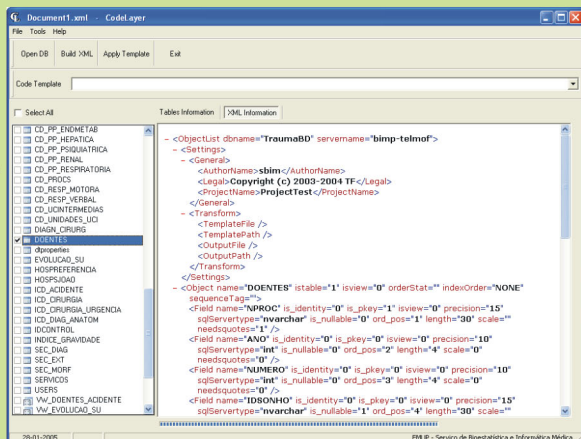 Document1.xml - CodeLayer
File Tools Help
Open DB Build XML Apply Template Exit
Code Template
Select All
Tables Information XML Information
CD_PP_ENDMETAB
CD_PP_HEPATICA
CD_PP_PSIQUIATRICA
CD_PP_RENAL
CD_PP_RESPIRATORIA
CD_PROCS
CD_RESP_MOTORA
CD_RESP_VERBAL
CD_UCINTERMEDIAS
CD_UNIDADES_UCI
DIAGN_CIRURG
DOENTES
dtproperties
EVOLUCAO_SU
HOSPREFERENCIA
HOSPSJOAO
ICD_ACIDENTE
ICD_CIRURGIA
ICD_CIRURGIA_URGENCIA
ICD_DIAG_ANATOM
IDCONTROL
INDICE_GRAVIDADE
SEC_DIAG
SEC_EXT
SEC_MORF
SERVICOS
USERS
VW_DOENTES_ACIDENTE
VW_EVOLUCAO_SU
- <ObjectList dbname="TraumaBD" servername="bimp-telmof">
- <Settings>
- <General>
<AuthorName>sbim</AuthorName>
<Legal>Copyright (c) 2003-2004 TF</Legal>
<ProjectName>ProjectTest</ProjectName>
</General>
- <Transform>
<TemplateFile />
<TemplatePath />
<OutputFile />
<OutputPath />
</Transform>
</Settings>
- <Object name="DOENTES" istable="1" isview="0" orderStat="" indexOrder="NONE"
sequenceTag="">
<Field name="NPROC" is_identity="0" is_pkey="1" isview="0" precision="15"
sqlServertype="nvarchar" is_nullable="0" ord_pos="1" length="30" scale=""
needsquotes="1" />
<Field name="ANO" is_identity="0" is_pkey="0" isview="0" precision="10"
sqlServertype="int" is_nullable="0" ord_pos="2" length="4" scale="0"
needsquotes="0" />
<Field name="NUMERO" is_identity="0" is_pkey="0" isview="0" precision="10"
sqlServertype="int" is_nullable="0" ord_pos="3" length="4" scale="0"
needsquotes="0" />
<Field name="IDSONHO" is_identity="0" is_pkey="0" isview="0" precision="15"
sqlServertype="nvarchar" is_nullable="1" ord_pos="4" length="30" scale=""
28-01-2005 FMUP - Serviço de Bioestatística e Informática Médica